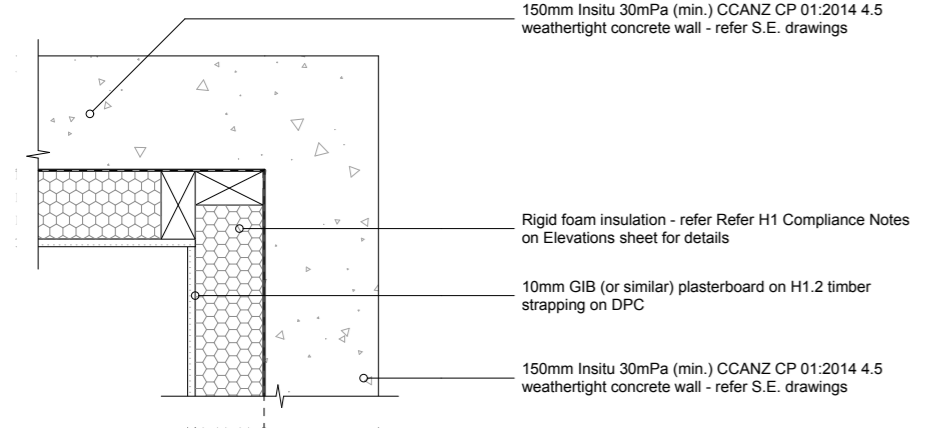 150mm Insitu 30mPa (min.) CCANZ CP 01:2014 4.5
weathertight concrete wall - refer S.E. drawings
Rigid foam insulation - refer Refer H1 Compliance Notes
on Elevations sheet for details
10mm GIB (or similar) plasterboard on H1.2 timber
strapping on DPC
150mm Insitu 30mPa (min.) CCANZ CP 01:2014 4.5
weathertight concrete wall - refer S.E. drawings